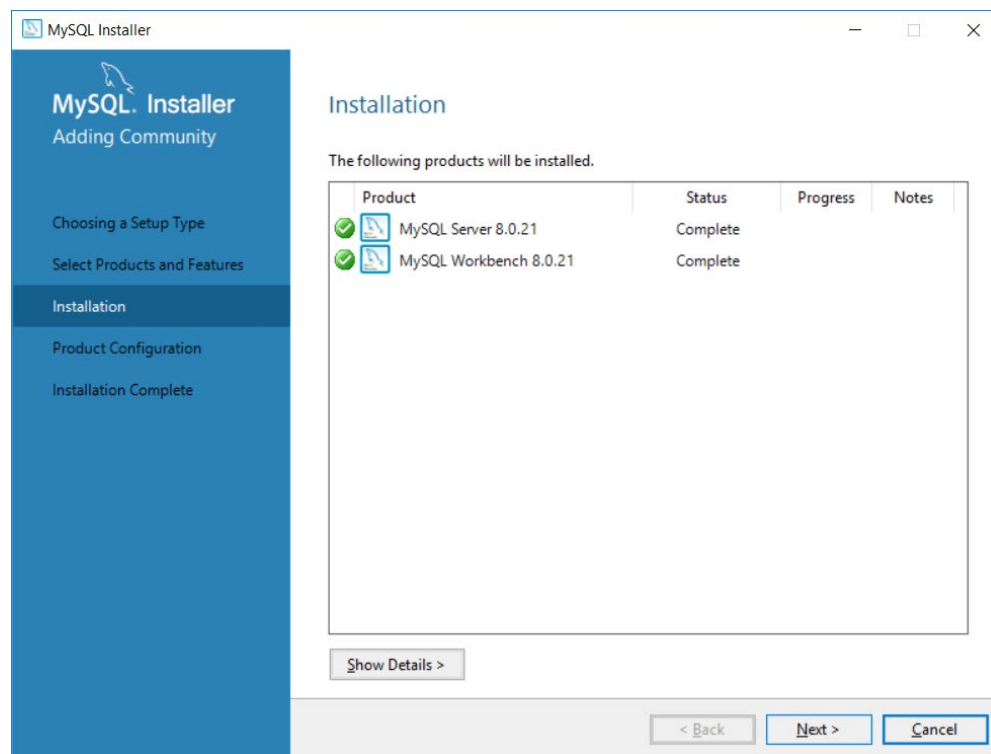 MySQL Installer
MySQL. Installer
Adding Community
Choosing a Setup Type
Select Products and Features
Installation
Product Configuration
Installation Complete
Installation
The following products will be installed.
Product Status Progress Notes
MySQL Server 8.0.21 Complete
MySQL Workbench 8.0.21 Complete
Show Details >
< Back Next > Cancel